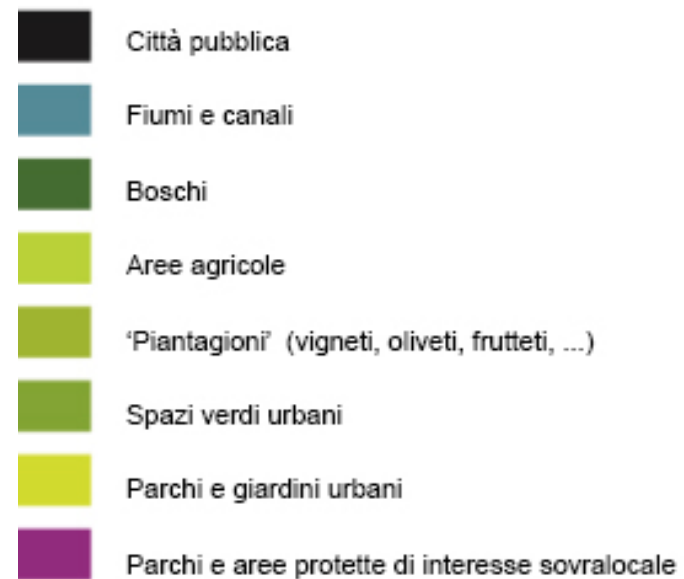 Città pubblica
Fiumi e canali
Boschi
Aree agricole
‘Piantagioni’ (vigneti, oliveti, frutteti, ...)
Spazi verdi urbani
Parchi e giardini urbani
Parchi e aree protette di interesse sovralocale